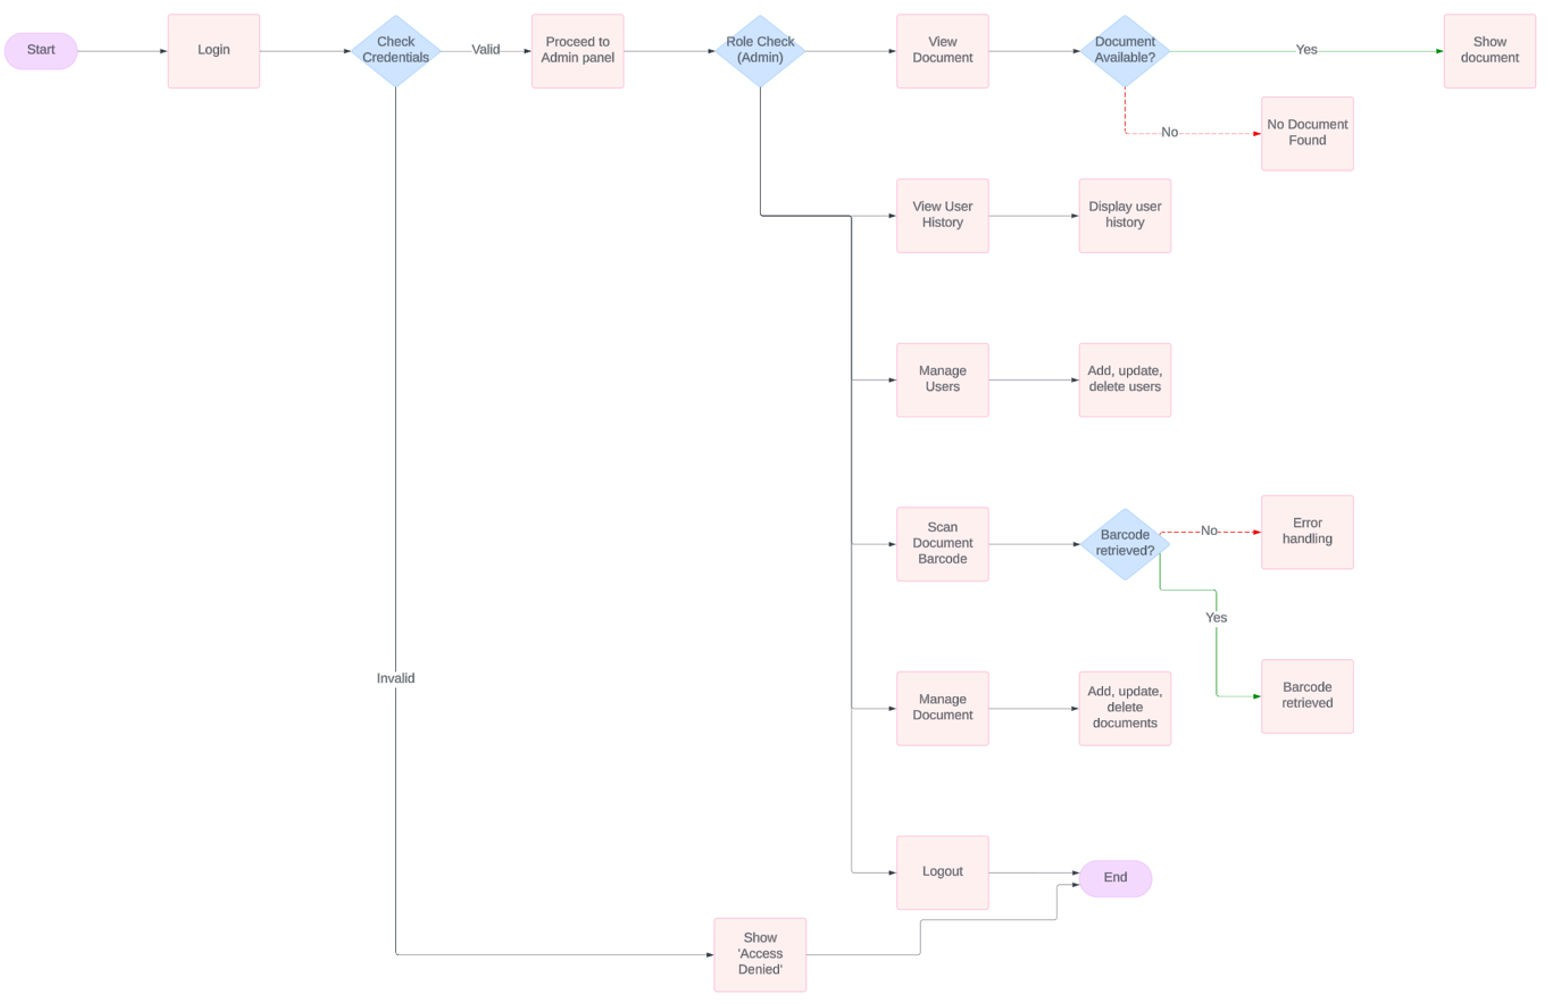 Start
Login
Check
Credentials
Valid
Proceed to
Admin panel
Role Check
(Admin)
View
Document
Document
Available?
Yes
Show
document
No
No Document
Found
View User
History
Display user
history
Manage
Users
Add, update,
delete users
Scan
Document
Barcode
Barcode
retrieved?
No
Error
handling
Yes
Barcode
retrieved
Invalid
Manage
Document
Add, update,
delete
documents
Logout
End
Show
'Access
Denied'